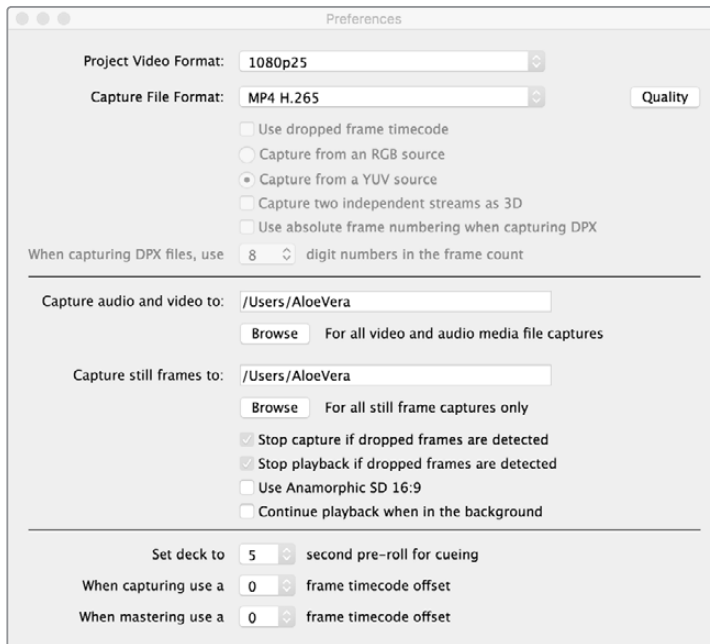 Preferences
Project Video Format: 1080p25
Capture File Format: MP4 H.265 Quality
Use dropped frame timecode
Capture from an RGB source
Capture from a YUV source
Capture two independent streams as 3D
Use absolute frame numbering when capturing DPX
When capturing DPX files, use 8 digit numbers in the frame count
Capture audio and video to: /Users/AloeVera
Browse For all video and audio media file captures
Capture still frames to: /Users/AloeVera
Browse For all still frame captures only
Stop capture if dropped frames are detected
Stop playback if dropped frames are detected
Use Anamorphic SD 16:9
Continue playback when in the background
Set deck to 5 second pre-roll for cueing
When capturing use a 0 frame timecode offset
When mastering use a 0 frame timecode offset